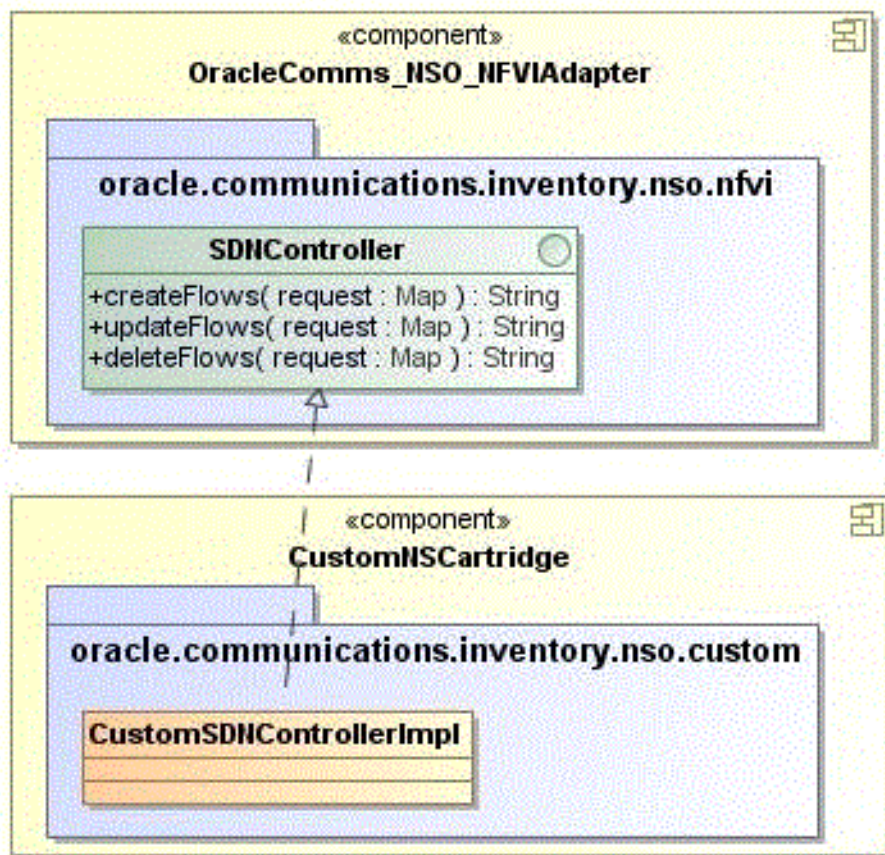 «component»
OracleComms_NSO_NFVIAdapter
oracle.communications.inventory.nso.nfvi
SDNController
+createFlows( request : Map ) : String
+updateFlows( request : Map ) : String
+deleteFlows( request : Map ) : String
«component»
CustomNSCartridge
oracle.communications.inventory.nso.custom
CustomSDNControllerImpl